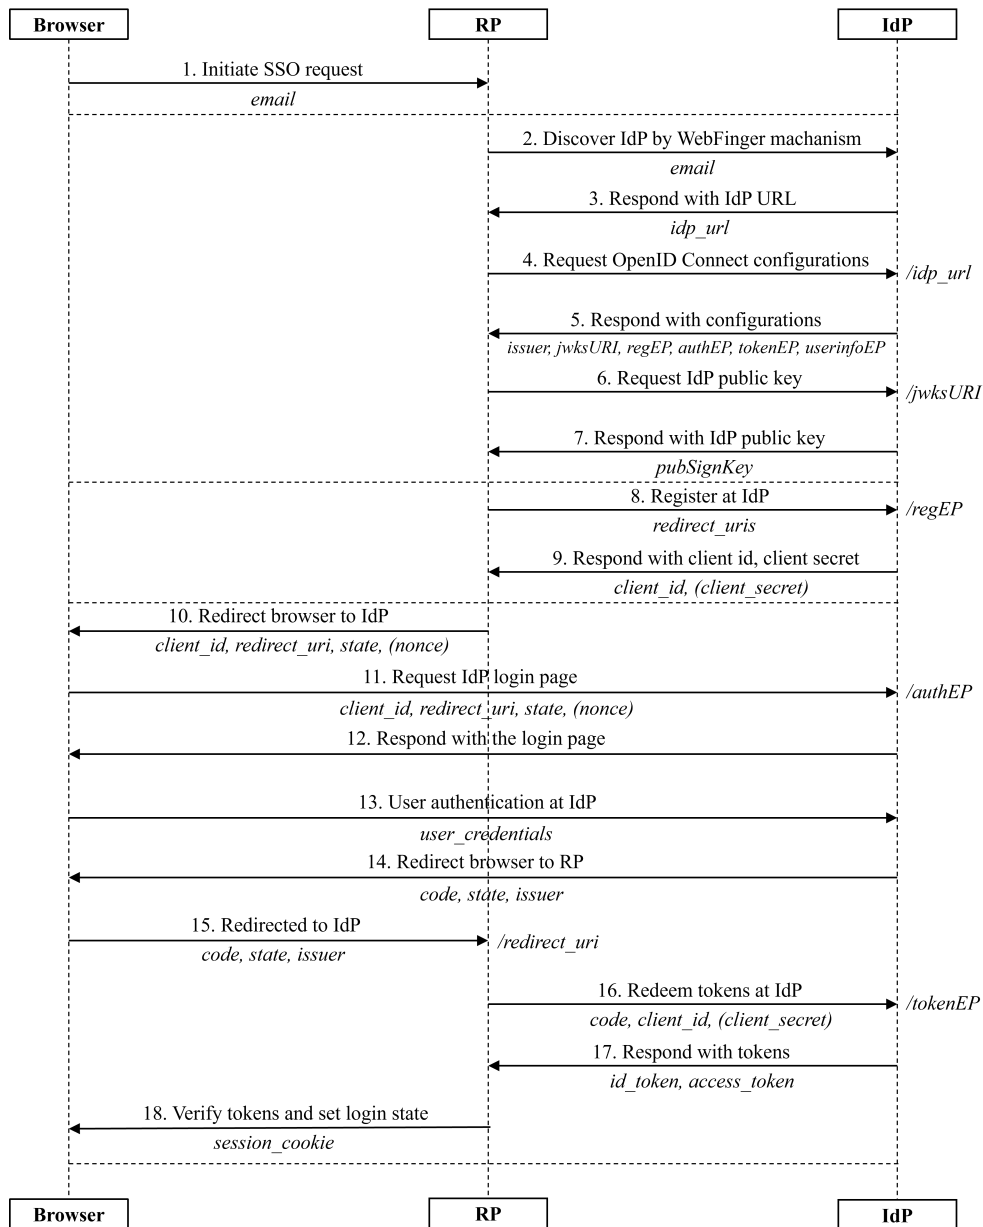 Browser RP IdP
1. Initiate SSO request
email
2. Discover IdP by WebFinger machanism
email
3. Respond with IdP URL
idp_url
4. Request OpenID Connect configurations
/idp_url
5. Respond with configurations
issuer, jwksURI, regEP, authEP, tokenEP, userinfoEP
6. Request IdP public key
/jwksURI
7. Respond with IdP public key
pubSignKey
8. Register at IdP
/regEP
redirect_uris
9. Respond with client id, client secret
client_id, (client_secret)
10. Redirect browser to IdP
client_id, redirect_uri, state, (nonce)
11. Request IdP login page
/authEP
client_id, redirect_uri, state, (nonce)
12. Respond with the login page
13. User authentication at IdP
user_credentials
14. Redirect browser to RP
code, state, issuer
15. Redirected to IdP
/redirect_uri
code, state, issuer
16. Redeem tokens at IdP
/tokenEP
code, client_id, (client_secret)
17. Respond with tokens
id_token, access_token
18. Verify tokens and set login state
session_cookie
Browser RP IdP